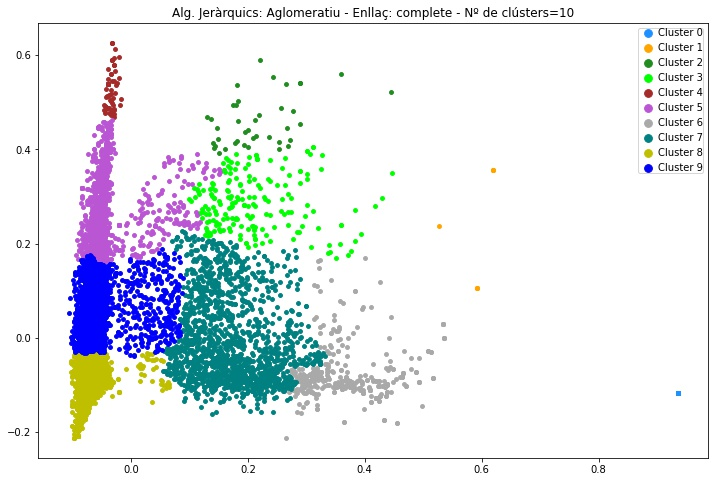 Alg. Jeràrquics: Aglomeratiu - Enllaç: complete - Nº de clústers=10
Cluster 0
Cluster 1
Cluster 2
Cluster 3
Cluster 4
Cluster 5
Cluster 6
Cluster 7
Cluster 8
Cluster 9
0.6
0.4
0.2
0.0
−0.2
0.0 0.2 0.4 0.6 0.8